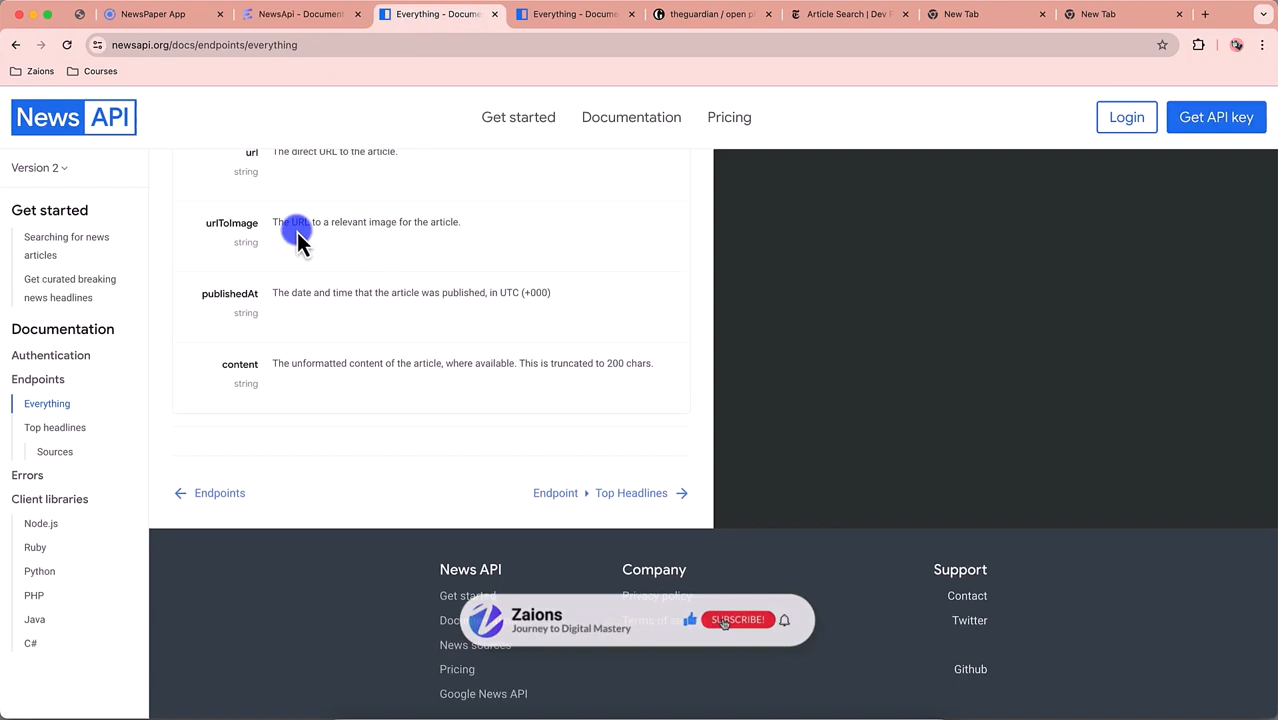 NewsPaper App
NewsApi - Document
Everything - Docume
Everything - Docume
theguardian / open p
Article Search | Dev
New Tab
New Tab
newsapi.org/docs/endpoints/everything
Zaions
Courses
News API
Get started
Documentation
Pricing
Login
Get API key
Version 2
Get started
Searching for news
articles
Get curated breaking
news headlines
Documentation
Authentication
Endpoints
Everything
Top headlines
Sources
Errors
Client libraries
Node.js
Ruby
Python
PHP
Java
C#
url
The direct URL to the article.
string
urlToImage
The URL to a relevant image for the article.
string
publishedAt
The date and time that the article was published, in UTC (+000)
string
content
The unformatted content of the article, where available. This is truncated to 200 chars.
string
Endpoints
Endpoint
Top Headlines
News API
Get started
News sources
Pricing
Google News API
Company
Privacy policy
Support
Contact
Twitter
Github
Zaions
Journey to Digital Mastery
SUBSCRIBE!